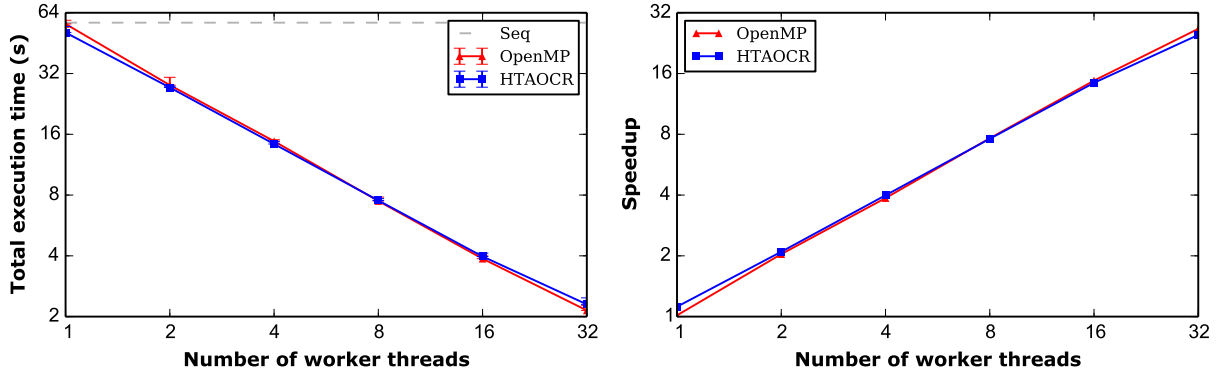 64
32
16
8
4
2
Total execution time (s)
Seq
OpenMP
HTAOCR
1 2 4 8 16 32
Number of worker threads
32
16
8
4
2
1
Speedup
OpenMP
HTAOCR
1 2 4 8 16 32
Number of worker threads